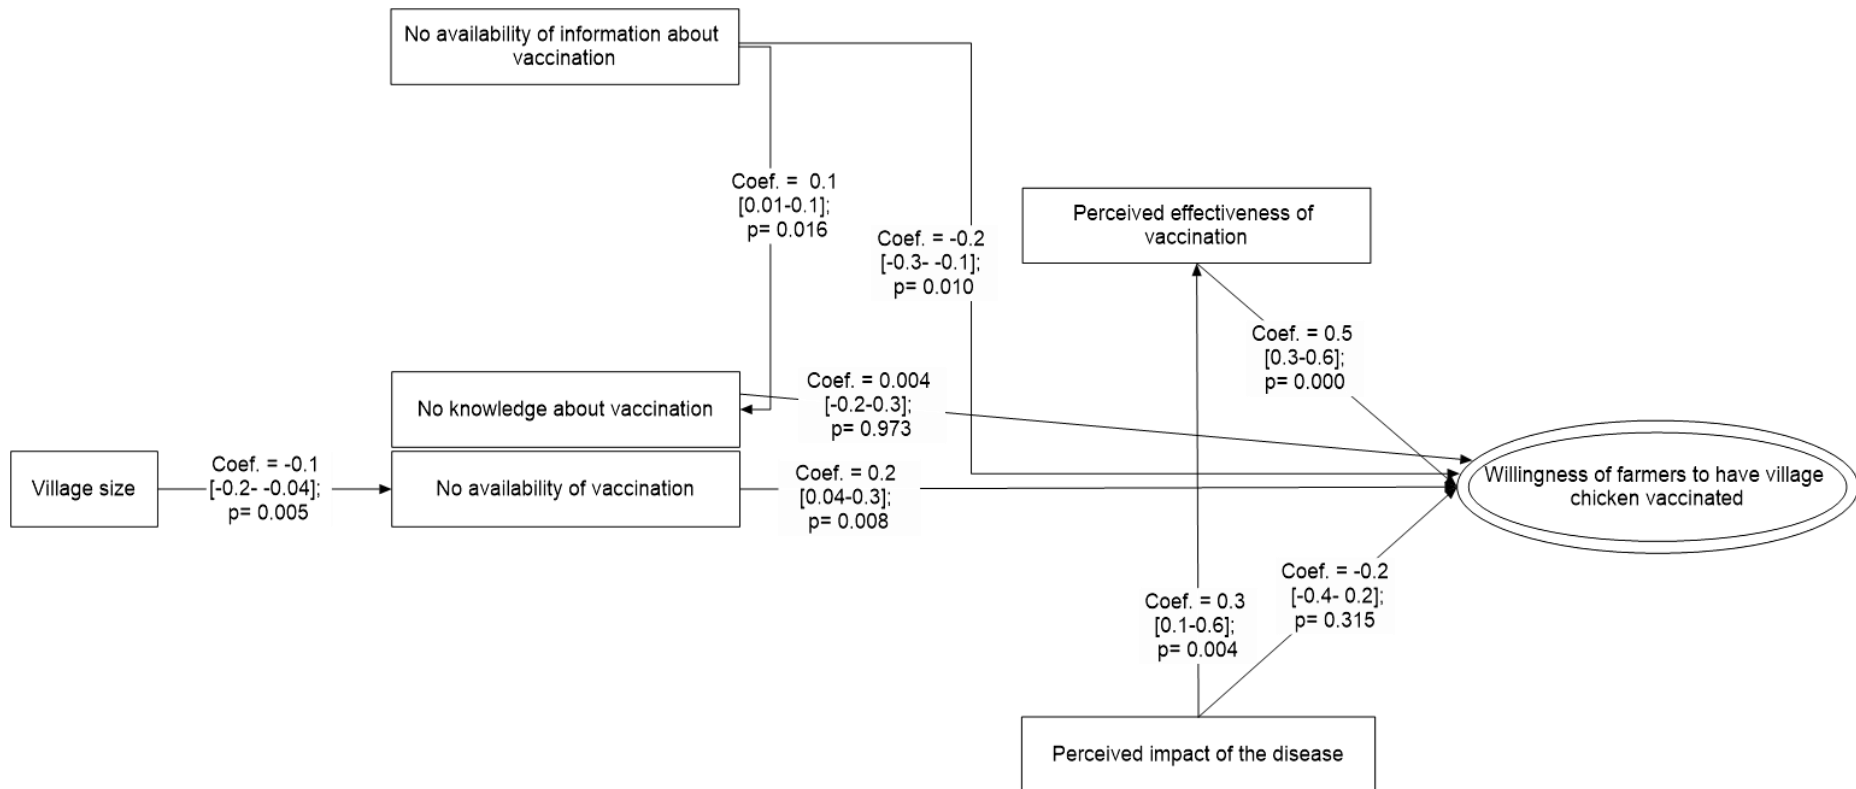 No availability of information about
vaccination
Coef. =  0.1
[0.01-0.1];
p= 0.016
Coef. = -0.2
[-0.3- -0.1];
p= 0.010
Perceived effectiveness of
vaccination
Coef. = 0.5
[0.3-0.6];
p= 0.000
No knowledge about vaccination
Coef. = 0.004
[-0.2-0.3];
p= 0.973
Village size
Coef. = -0.1
[-0.2- -0.04];
p= 0.005
No availability of vaccination
Coef. = 0.2
[0.04-0.3];
p= 0.008
Willingness of farmers to have village
chicken vaccinated
Coef. = 0.3
[0.1-0.6];
p= 0.004
Coef. = -0.2
[-0.4- 0.2];
p= 0.315
Perceived impact of the disease